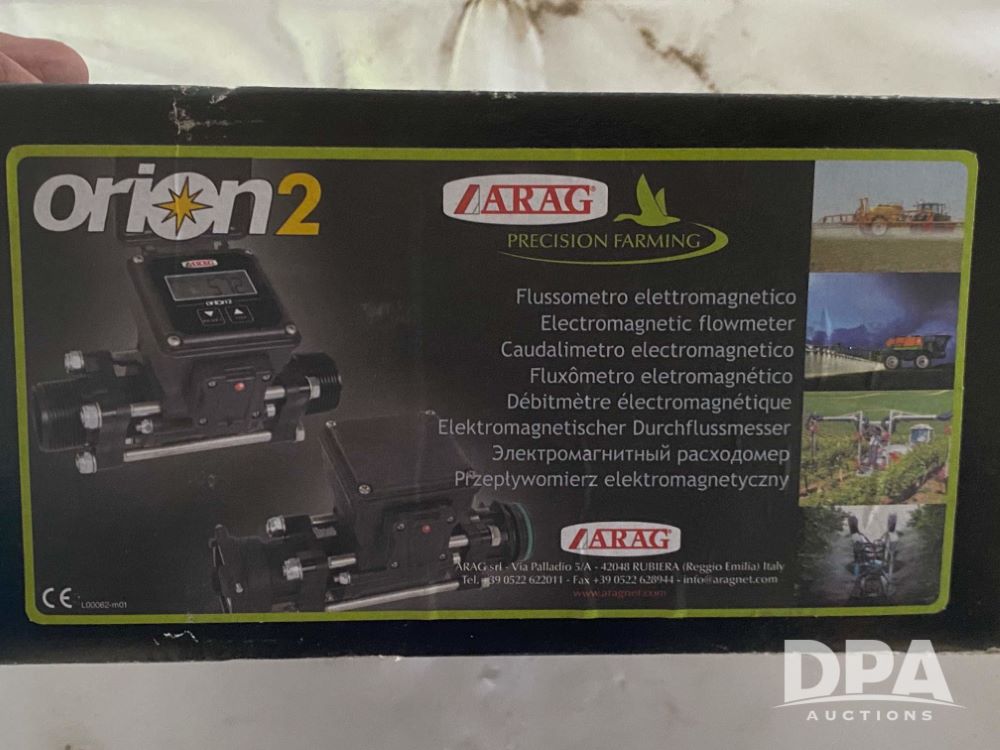 orion2
ARAG®
PRECISION FARMING
ARAG
orion2
Flussometro elettromagnetico
Electromagnetic flowmeter
Caudalimetro electromagnetico
Fluxômetro eletromagnético
Débitmètre électromagnétique
Elektromagnetischer Durchflussmesser
Электромагнитный расходомер
Przepływomierz elektromagnetyczny
ARAG
ARAG srl - Via Palladio 5/A - 42048 RUBIERA (Reggio Emilia) Italy
Tel. +39 0522 622011 - Fax +39 0522 628944 - info@aragnet.com
www.aragnet.com
CE L00062-m01
DPA
AUCTIONS